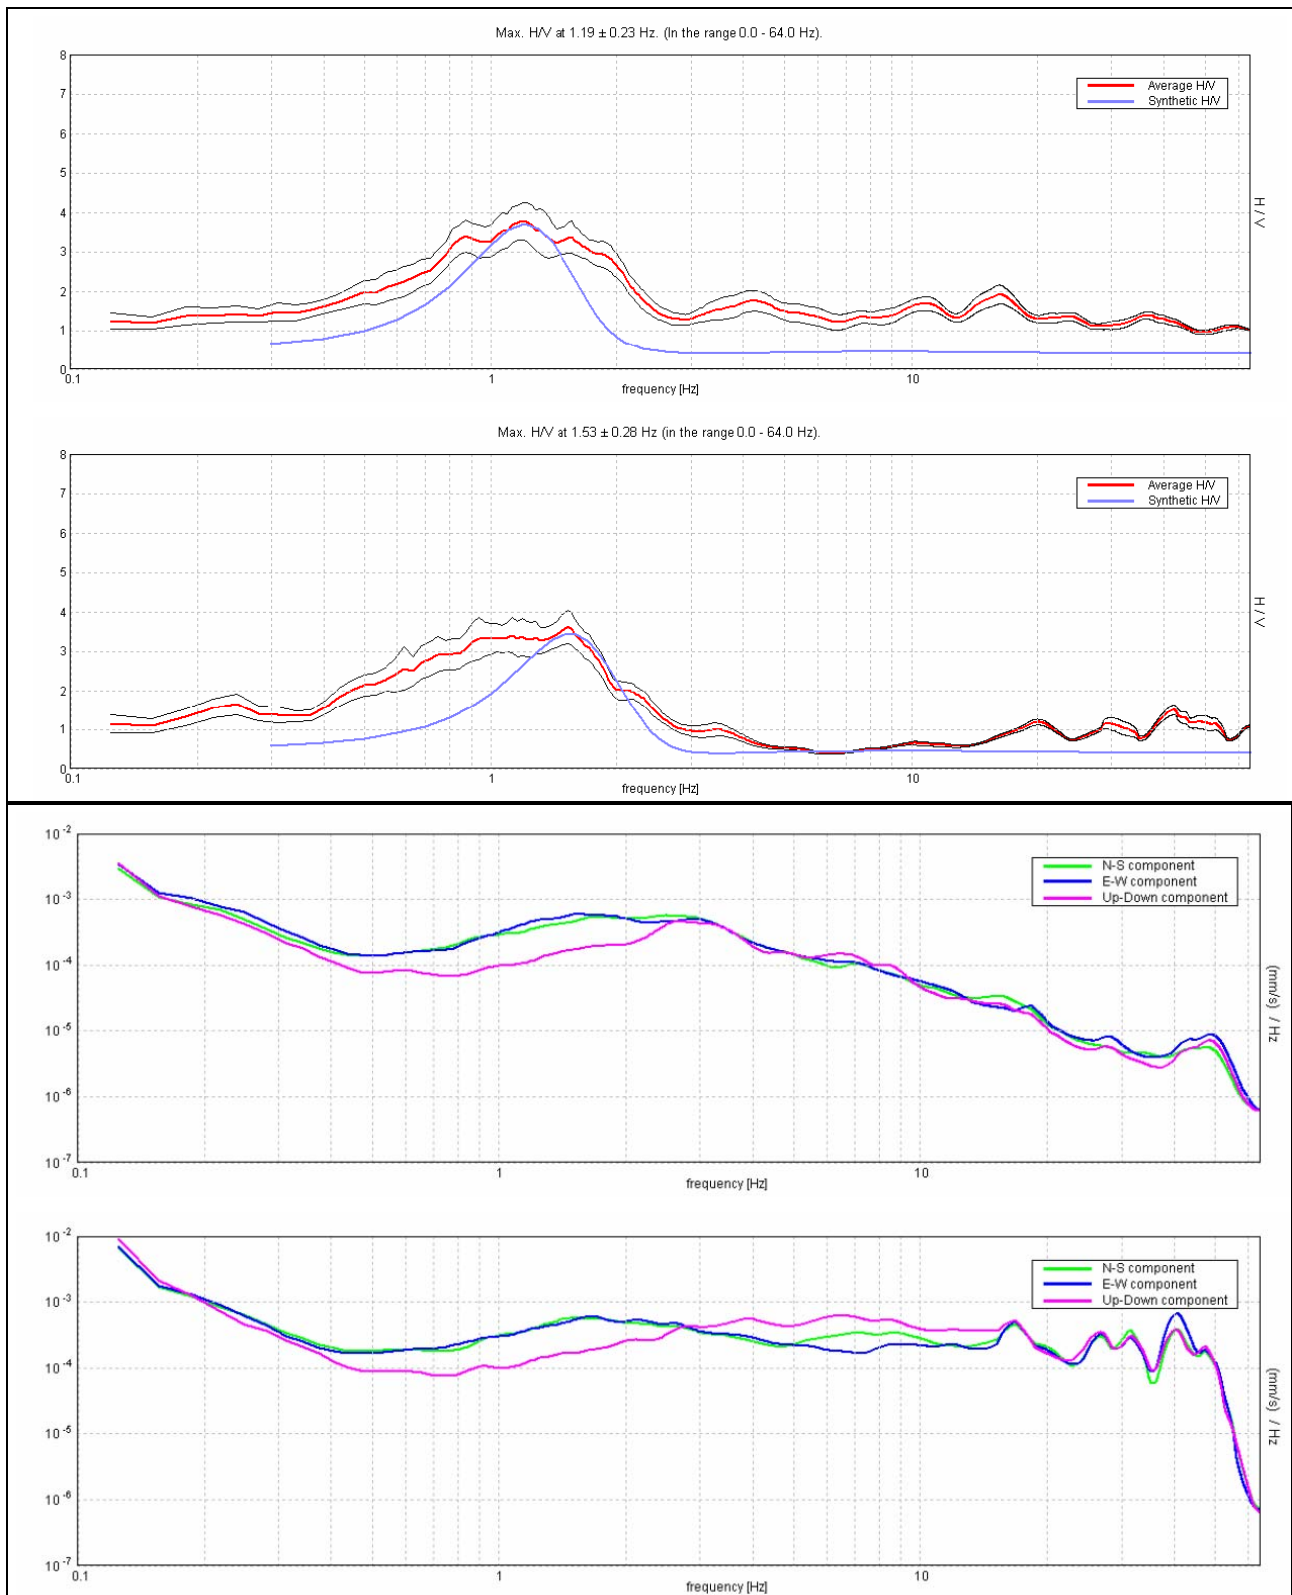 Max. H/V at 1.19 ± 0.23 Hz. (In the range 0.0 - 64.0 Hz).
8
7
6
5
4
3
2
1
0
Average H/V
Synthetic H/V
H / V
0.1
1
10
frequency [Hz]
Max. H/V at 1.53 ± 0.28 Hz (in the range 0.0 - 64.0 Hz).
8
7
6
5
4
3
2
1
0
Average H/V
Synthetic H/V
H / V
0.1
1
10
frequency [Hz]
10-2
10-3
10-4
10-5
10-6
10-7
N-S component
E-W component
Up-Down component
(mm/s) / Hz
0.1
1
10
frequency [Hz]
10-2
10-3
10-4
10-5
10-6
10-7
N-S component
E-W component
Up-Down component
(mm/s) / Hz
0.1
1
10
frequency [Hz]